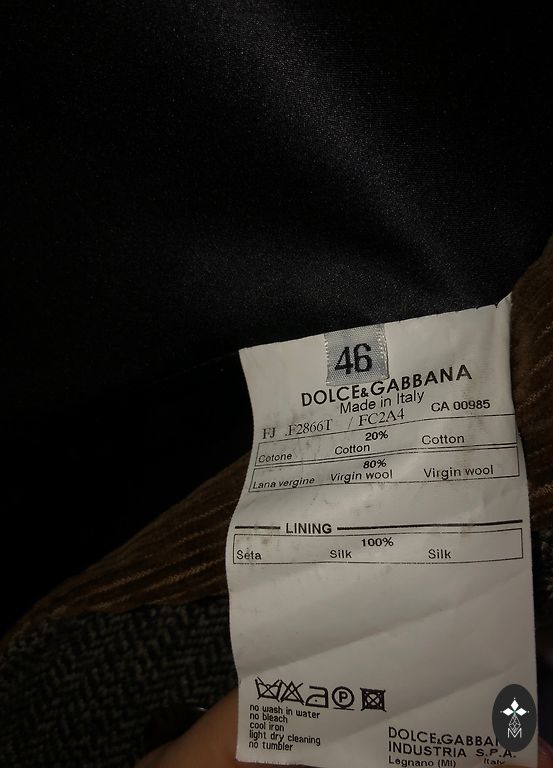 46
DOLCE&GABBANA
Made in Italy
CA 00985
FJ .F2866T / FC2A4
20%
Cotone Cotton Cotton
80%
Lana vergine Virgin wool Virgin wool
LINING
100%
Seta Silk Silk
P
no wash in water
no bleach
cool iron
light dry cleaning
no tumbler
DOLCE&GABBAN
INDUSTRIA S.P.A.
Legnano (MI) Italy
M